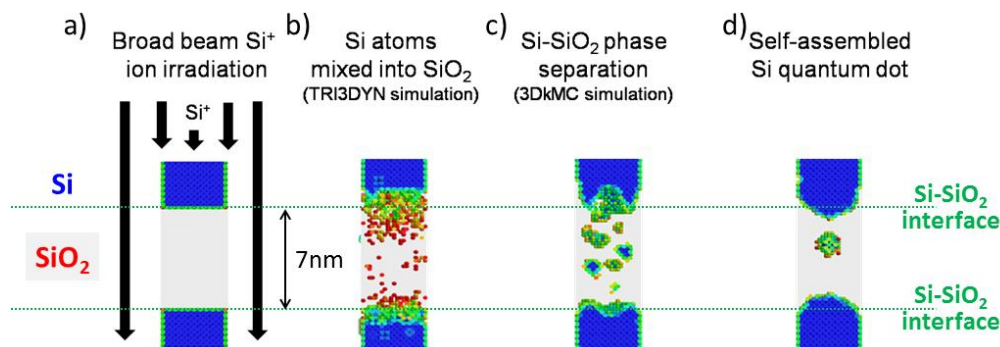 a)
Broad beam Si⁺
ion irradiation
Si⁺
b)
Si atoms
mixed into SiO₂
(TRI3DYN simulation)
c)
Si-SiO₂ phase
separation
(3DkMC simulation)
d)
Self-assembled
Si quantum dot
Si
SiO₂
7nm
Si-SiO₂
interface
Si-SiO₂
interface